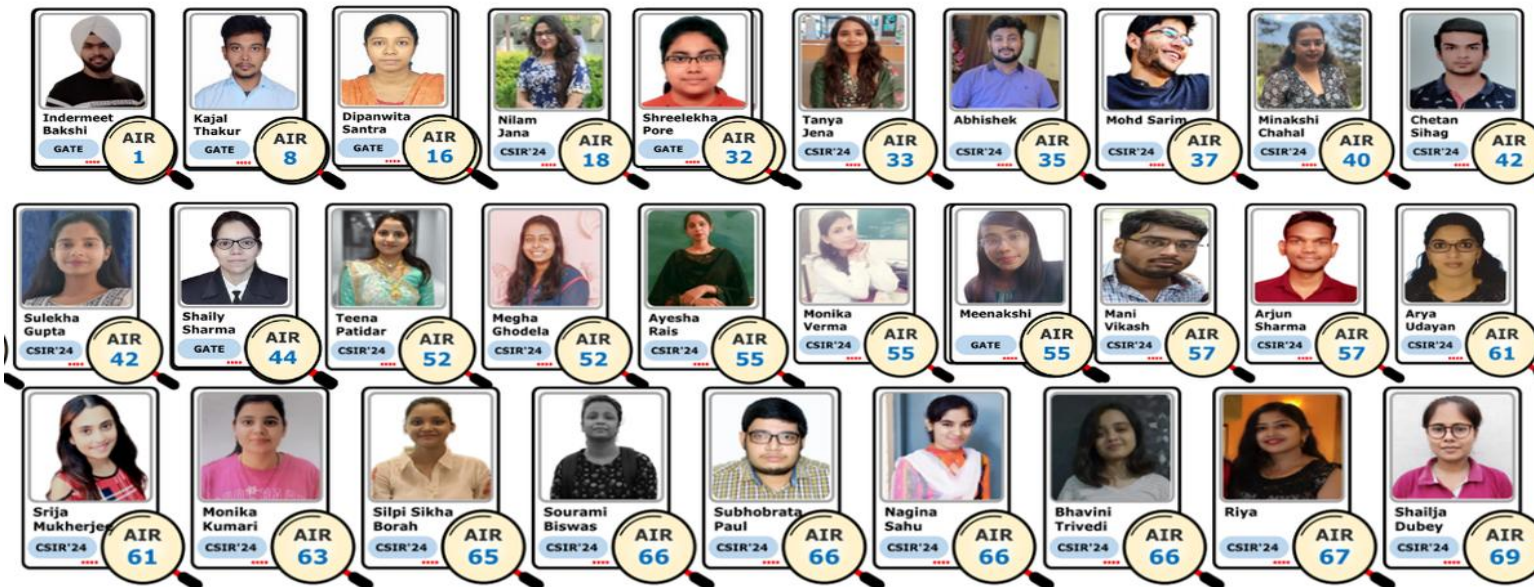 Indermeet
Bakshi
GATE
AIR
1
Kajal
Thakur
GATE
AIR
8
Dipanwita
Santra
GATE
AIR
16
Nilam
Jana
CSIR'24
AIR
18
Shreelekha
Pore
GATE
AIR
32
Tanya
Jena
CSIR'24
AIR
33
Abhishek
CSIR'24
AIR
35
Mohd Sarim
CSIR'24
AIR
37
Minakshi
Chahal
CSIR'24
AIR
40
Chetan
Sihag
CSIR'24
AIR
42
Sulekha
Gupta
CSIR'24
AIR
42
Shaily
Sharma
GATE
AIR
44
Teena
Patidar
CSIR'24
AIR
52
Megha
Ghodela
CSIR'24
AIR
52
Ayesha
Rais
CSIR'24
AIR
55
Monika
Verma
CSIR'24
AIR
55
Meenakshi
GATE
AIR
55
Mani
Vikash
CSIR'24
AIR
57
Arjun
Sharma
CSIR'24
AIR
57
Arya
Udayan
CSIR'24
AIR
61
Srija
Mukherjee
CSIR'24
AIR
61
Monika
Kumari
CSIR'24
AIR
63
Silpi Sikha
Borah
CSIR'24
AIR
65
Sourami
Biswas
CSIR'24
AIR
66
Subhobrata
Paul
CSIR'24
AIR
66
Nagina
Sahu
CSIR'24
AIR
66
Bhavini
Trivedi
CSIR'24
AIR
66
Riya
CSIR'24
AIR
67
Shailja
Dubey
CSIR'24
AIR
69